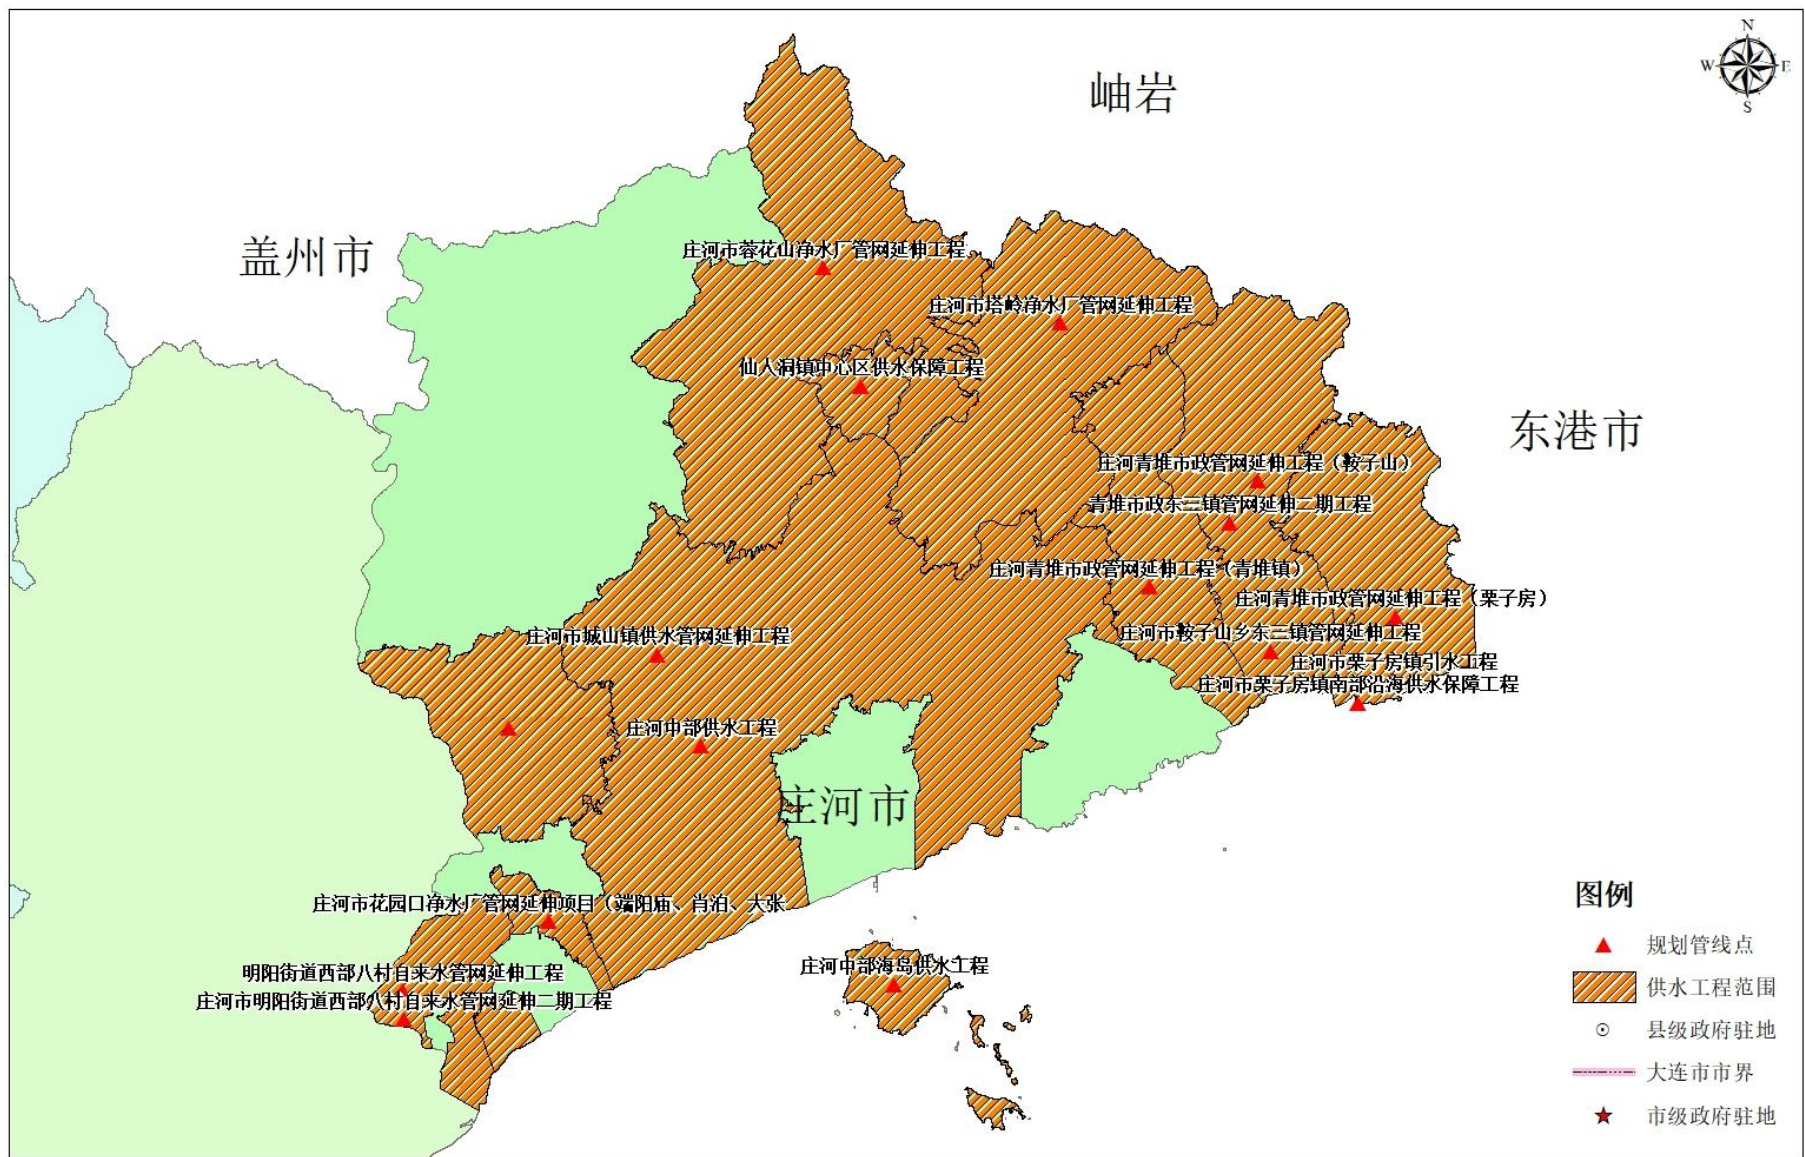 N
岫岩
W
E
S
盖州市
庄河市蓉花山净水厂管网延伸工程
庄河市塔岭净水厂管网延伸工程
仙人洞镇中心区供水保障工程
东港市
庄河青堆市政管网延伸工程（鞍子山）
青堆市政东三镇管网延伸二期工程
庄河青堆市政管网延伸工程（青堆镇）
庄河青堆市政管网延伸工程（栗子房）
庄河市城山镇供水管网延伸工程
庄河市鞍子山乡东三镇管网延伸工程
庄河市栗子房镇引水工程
庄河市栗子房镇南部沿海供水保障工程
庄河中部供水工程
庄河市
庄河市花园口净水厂管网延伸项目（端阳庙、肖泊、大张
庄河中部海岛供水工程
明阳街道西部八村自来水管网延伸工程
庄河市明阳街道西部八村自来水管网延伸二期工程
图例
规划管线点
供水工程范围
县级政府驻地
大连市市界
市级政府驻地